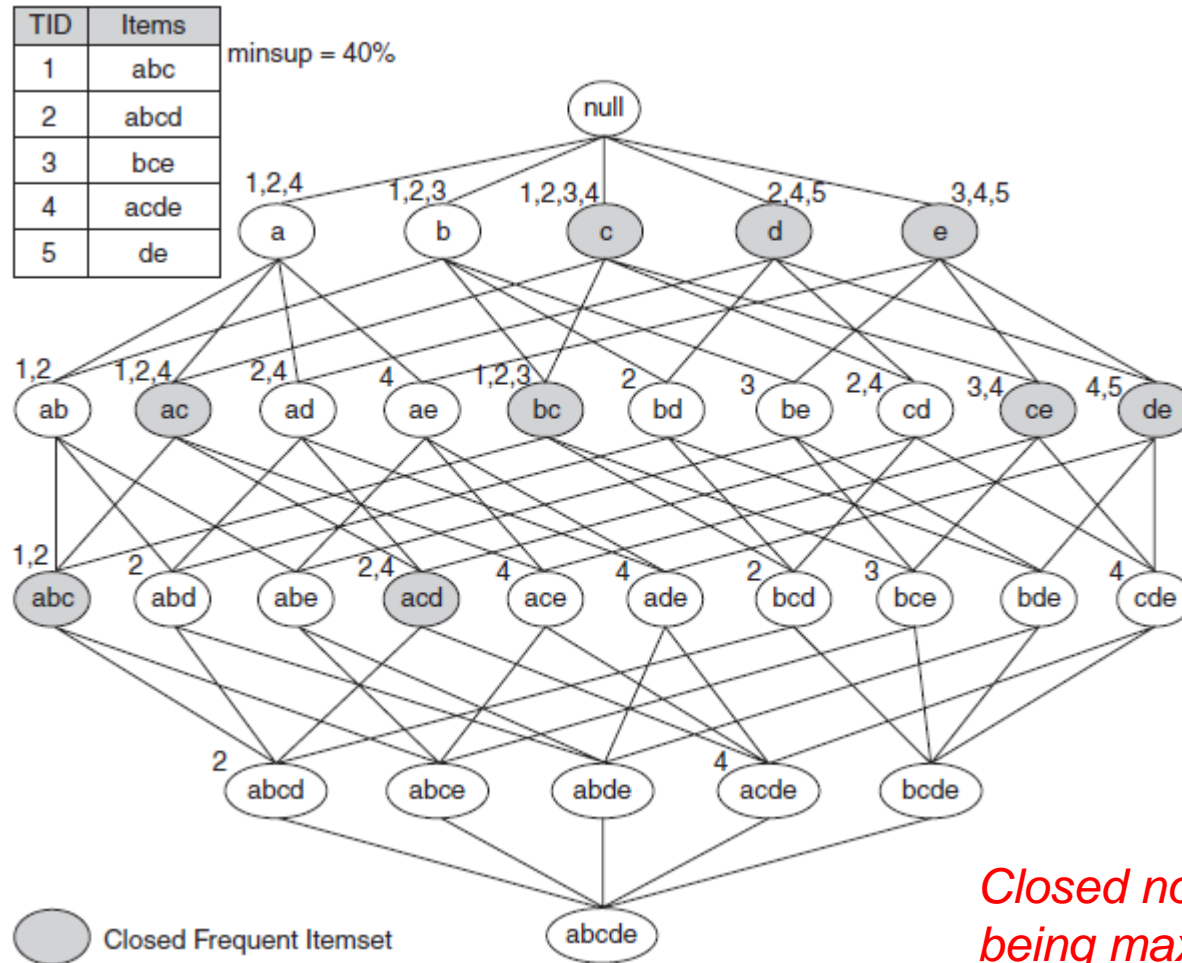 TID Items
1 abc
2 abcd
3 bce
4 acde
5 de
minsup = 40%
null
1,2,4 1,2,3 1,2,3,4 2,4,5 3,4,5
a b c d e
1,2 1,2,4 2,4 4 1,2,3 2 3 2,4 3,4 4,5
ab ac ad ae bc bd be cd ce de
1,2 2 2,4 4 4 2 3 4
abc abd abe acd ace ade bcd bce bde cde
2 4
abcd abce abde acde bcde
abcde
Closed Frequent Itemset
Closed no
being max